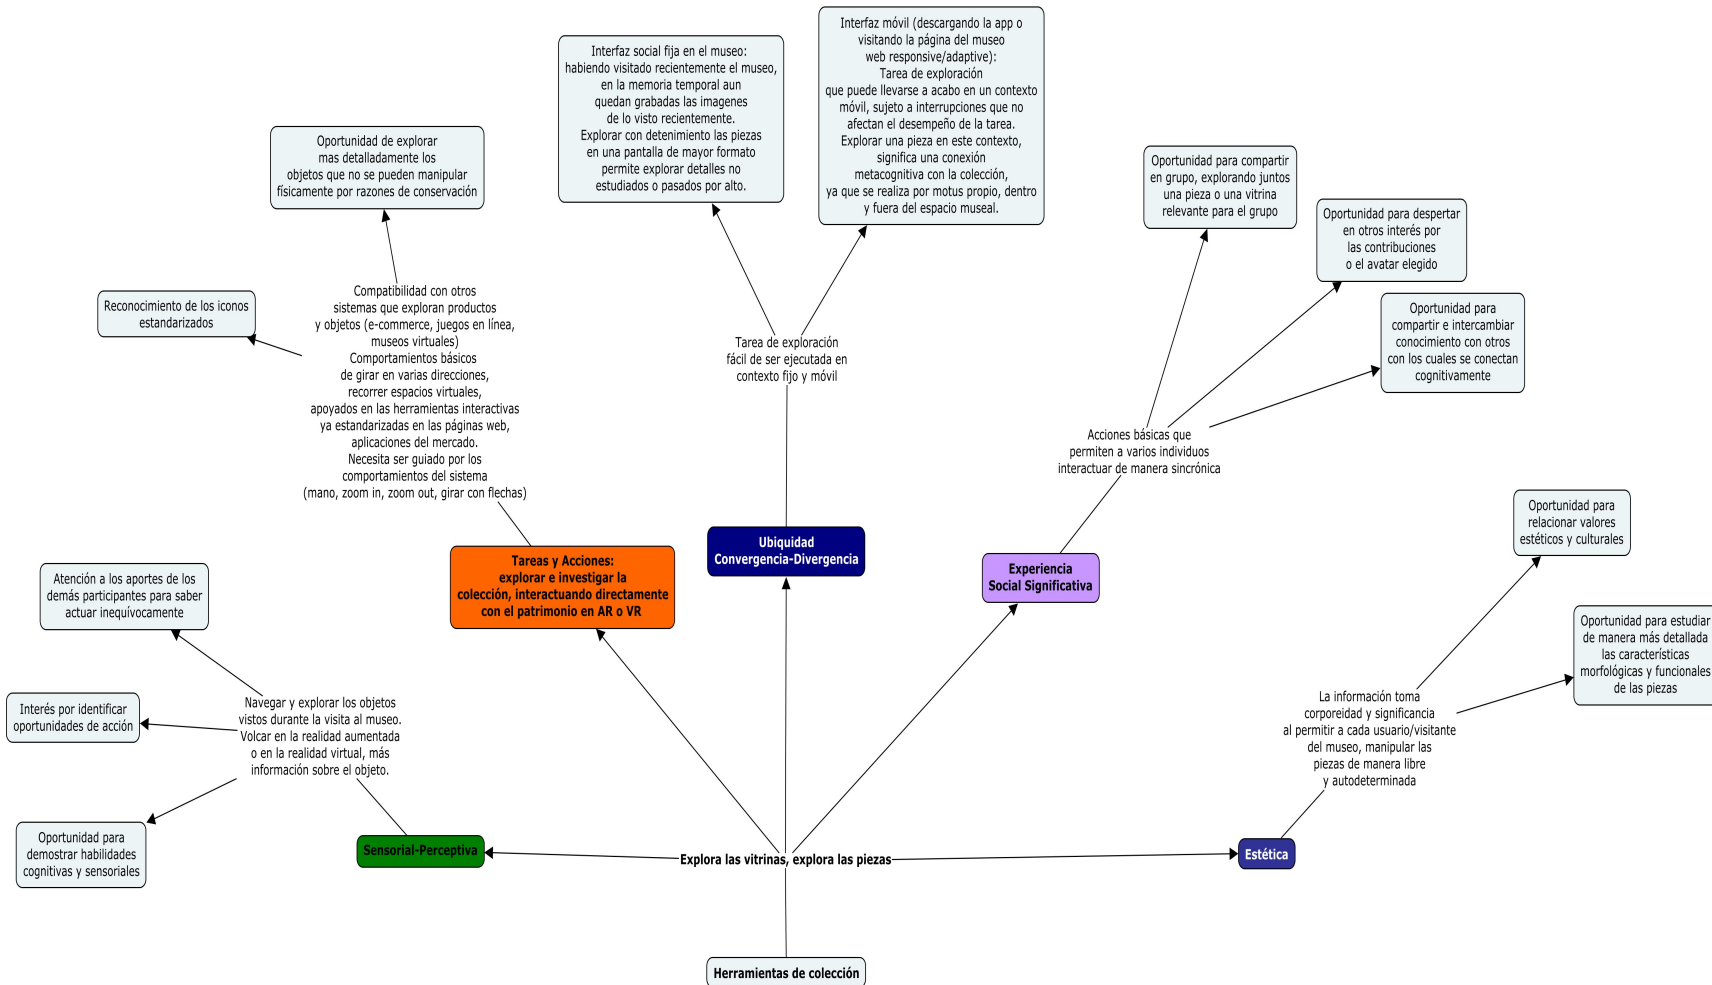 Interfaz móvil (descargando la app o
visitando la página del museo
web responsive/adaptive):
Tarea de exploración
que puede llevarse a acabo en un contexto
móvil, sujeto a interrupciones que no
afectan el desempeño de la tarea.
Explorar una pieza en este contexto,
significa una conexión
metacognitiva con la colección,
ya que se realiza por motus propio, dentro
y fuera del espacio museal.
Interfaz social fija en el museo:
habiendo visitado recientemente el museo,
en la memoria temporal aun
quedan grabadas las imagenes
de lo visto recientemente.
Explorar con detenimiento las piezas
en una pantalla de mayor formato
permite explorar detalles no
estudiados o pasados por alto.
Oportunidad de explorar
mas detalladamente los
objetos que no se pueden manipular
físicamente por razones de conservación
Oportunidad para compartir
en grupo, explorando juntos
una pieza o una vitrina
relevante para el grupo
Oportunidad para despertar
en otros interés por
las contribuciones
o el avatar elegido
Reconocimiento de los iconos
estandarizados
Compatibilidad con otros
sistemas que exploran productos
y objetos (e-commerce, juegos en línea,
museos virtuales)
Comportamientos básicos
de girar en varias direcciones,
recorrer espacios virtuales,
apoyados en las herramientas interactivas
ya estandarizadas en las páginas web,
aplicaciones del mercado.
Necesita ser guiado por los
comportamientos del sistema
(mano, zoom in, zoom out, girar con flechas)
Tarea de exploración
fácil de ser ejecutada en
contexto fijo y móvil
Oportunidad para
compartir e intercambiar
conocimiento con otros
con los cuales se conectan
cognitivamente
Acciones básicas que
permiten a varios individuos
interactuar de manera sincrónica
Oportunidad para
relacionar valores
estéticos y culturales
Tareas y Acciones:
explorar e investigar la
colección, interactuando directamente
con el patrimonio en AR o VR
Ubiquidad
Convergencia-Divergencia
Experiencia
Social Significativa
Atención a los aportes de los
demás participantes para saber
actuar inequívocamente
Oportunidad para estudiar
de manera más detallada
las características
morfológicas y funcionales
de las piezas
Interés por identificar
oportunidades de acción
Navegar y explorar los objetos
vistos durante la visita al museo.
Volcar en la realidad aumentada
o en la realidad virtual, más
información sobre el objeto.
La información toma
corporeidad y significancia
al permitir a cada usuario/visitante
del museo, manipular las
piezas de manera libre
y autodeterminada
Oportunidad para
demostrar habilidades
cognitivas y sensoriales
Sensorial-Perceptiva
Explora las vitrinas, explora las piezas
Estética
Herramientas de colección